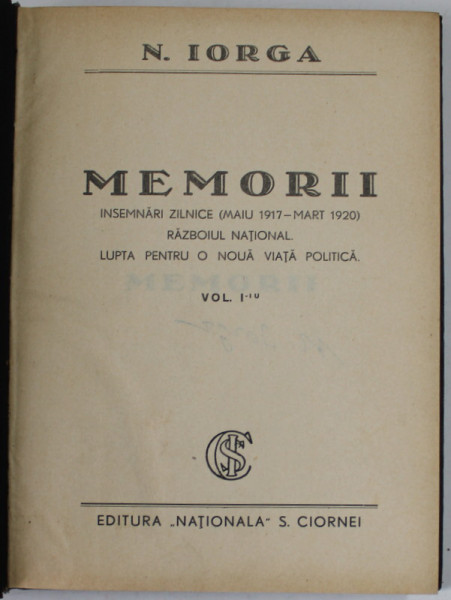 N. IORGA
MEMORII
INSEMNĂRI ZILNICE (MAIU 1917–MART 1920)
RĂZBOIUL NAȚIONAL.
LUPTA PENTRU O NOUĂ VIAȚĂ POLITICĂ.
MEMORII
VOL. I-IU
EDITURA „NAȚIONALA" S. CIORNEI